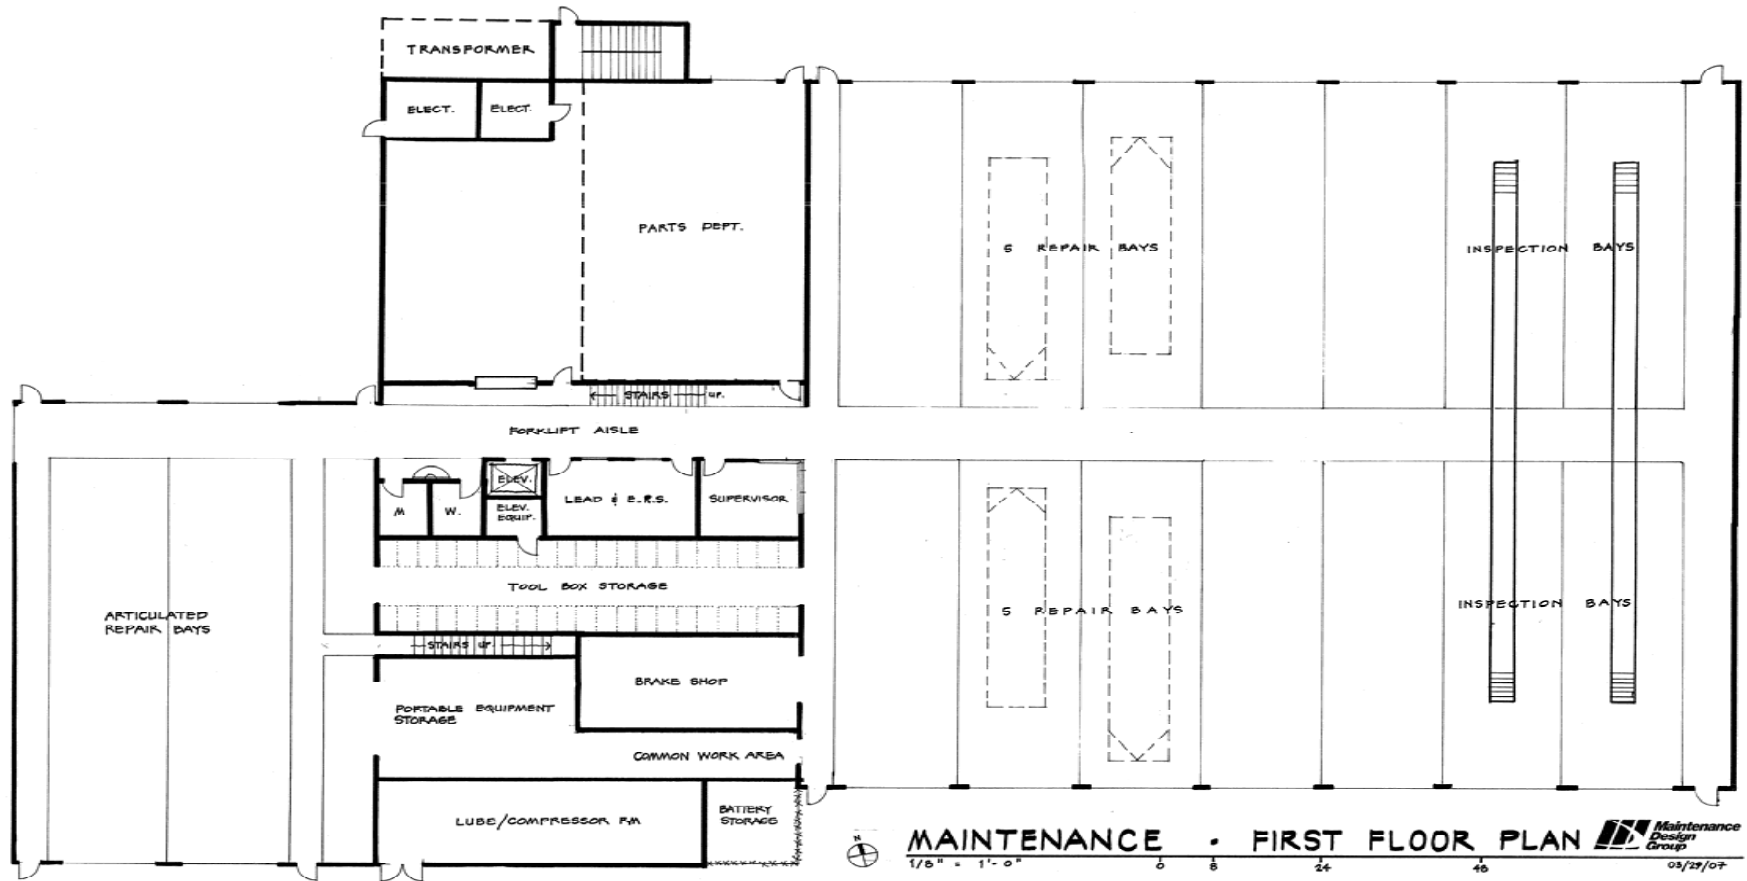 TRANSFORMER
ELECT.
ELECT.
PARTS DEPT.
5 REPAIR BAYS
INSPECTION BAYS
STAIRS UP.
FORKLIFT AISLE
M
W.
ELEV.
ELEV.
EQUIP.
LEAD & E.R.S.
SUPERVISOR
TOOL BOX STORAGE
ARTICULATED
REPAIR BAYS
5 REPAIR BAYS
INSPECTION BAYS
STAIRS UP.
BRAKE SHOP
PORTABLE EQUIPMENT
STORAGE
COMMON WORK AREA
LUBE/COMPRESSOR RM
BATTERY
STORAGE
N
MAINTENANCE · FIRST FLOOR PLAN
Maintenance
Design
Group
1/8" = 1'-0"
0 8 24 48
03/29/07